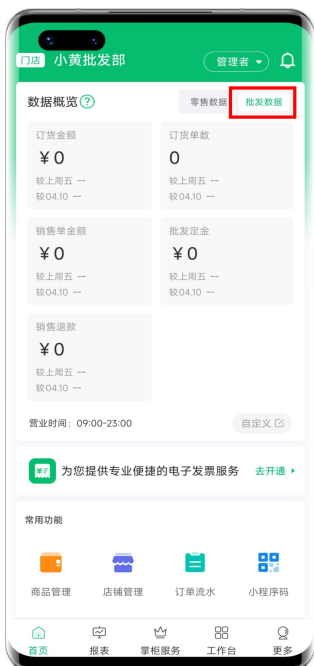 门店 小黄批发部 管理者
数据概览? 零售数据 批发数据
订货金额 订货单数
¥0 0
较上周五 -- 较上周五 --
较04.10 -- 较04.10 --
销售单金额 批发定金
¥0 ¥0
较上周五 -- 较上周五 --
较04.10 -- 较04.10 --
销售退款
¥0
较上周五 --
较04.10 --
营业时间：09:00-23:00 自定义
为您提供专业便捷的电子发票服务 去开通
常用功能
商品管理 店铺管理 订单流水 小程序码
首页 报表 掌柜服务 工作台 更多